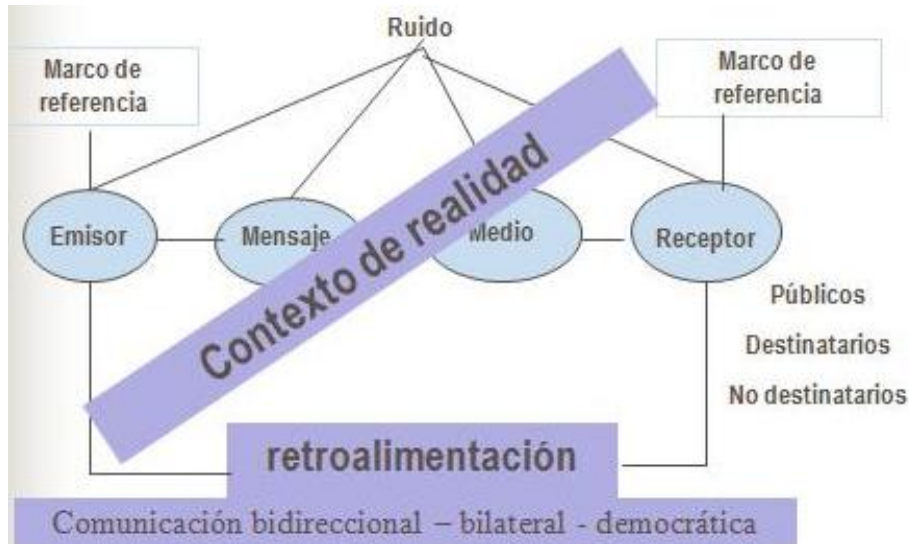 Ruido
Marco de
referencia
Marco de
referencia
Emisor
Mensaje
Medio
Receptor
Contexto de realidad
Públicos
Destinatarios
No destinatarios
retroalimentación
Comunicación bidireccional – bilateral - democrática